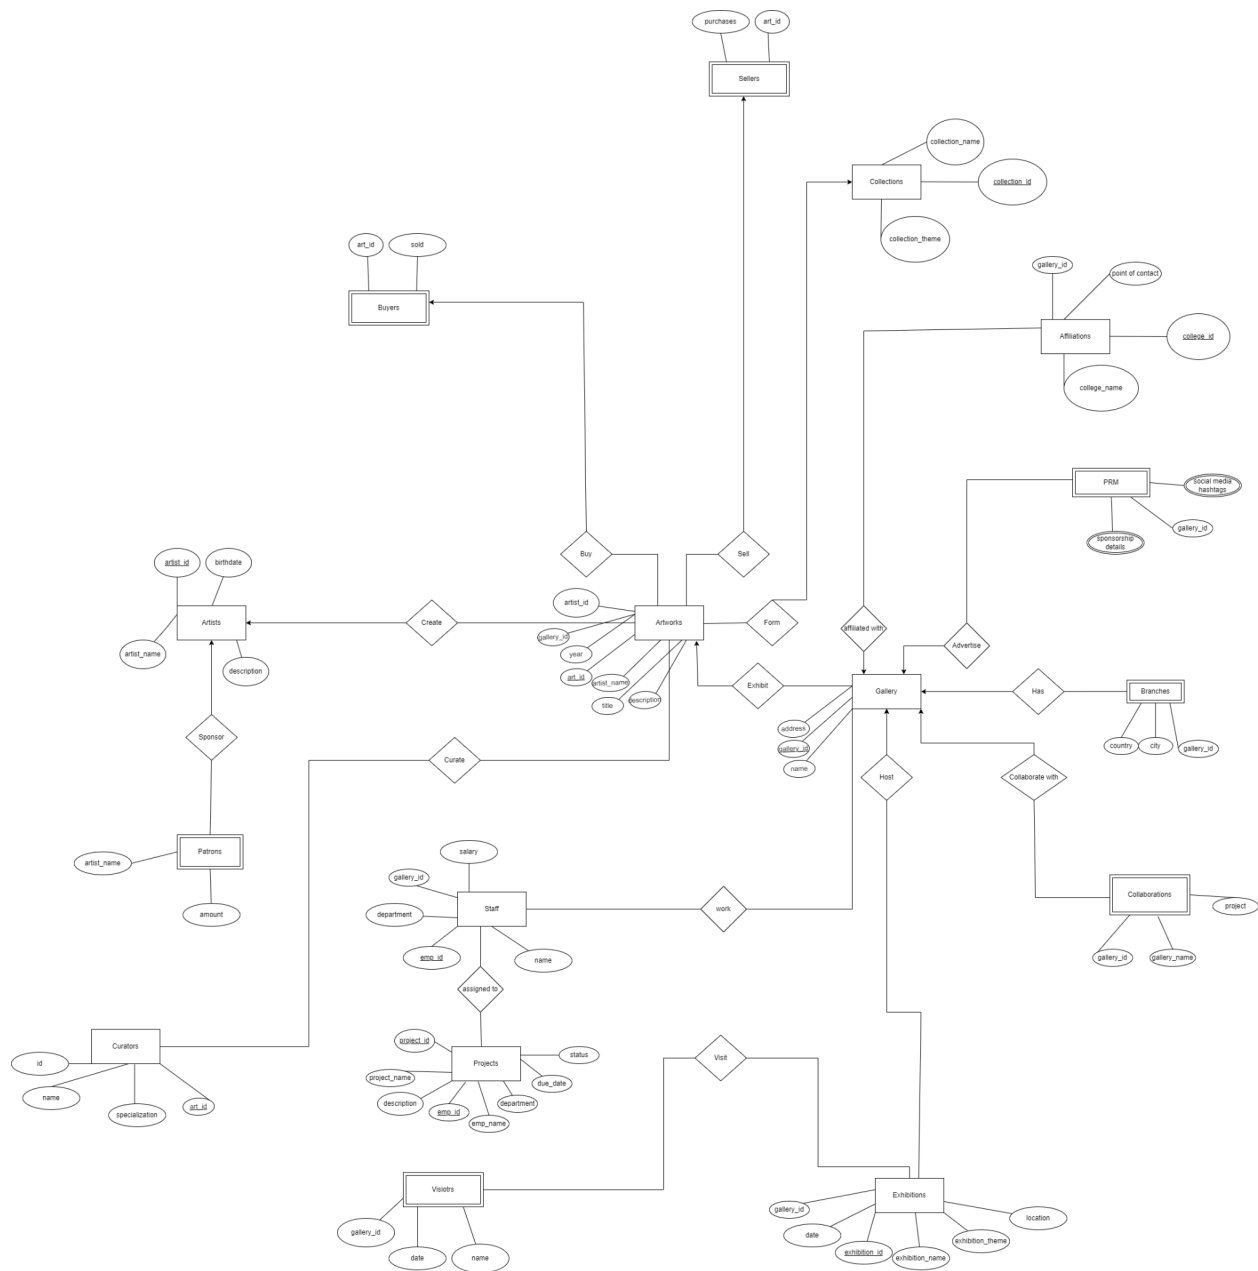 purchases
art_id
Sellers
collection_name
Collections
collection_id
collection_theme
art_id
sold
Buyers
gallery_id
point of contact
Affiliations
college_id
college_name
PRM
social media
hashtags
gallery_id
sponsorship
details
Buy
Sell
artist_id
birthdate
Artists
artist_name
description
Create
artist_id
gallery_id
year
art_id
artist_name
title
description
Artworks
Form
affiliated with
Advertise
Exhibit
Gallery
address
gallery_id
name
Has
Branches
country
city
gallery_id
Sponsor
Curate
Host
Collaborate with
artist_name
Patrons
amount
salary
gallery_id
department
Staff
emp_id
name
work
Collaborations
project
gallery_id
gallery_name
assigned to
Curators
id
name
specialization
art_id
project_id
project_name
description
emp_id
emp_name
department
due_date
status
Projects
Visit
Visiotrs
gallery_id
date
name
Exhibitions
gallery_id
date
exhibition_id
exhibition_name
exhibition_theme
location